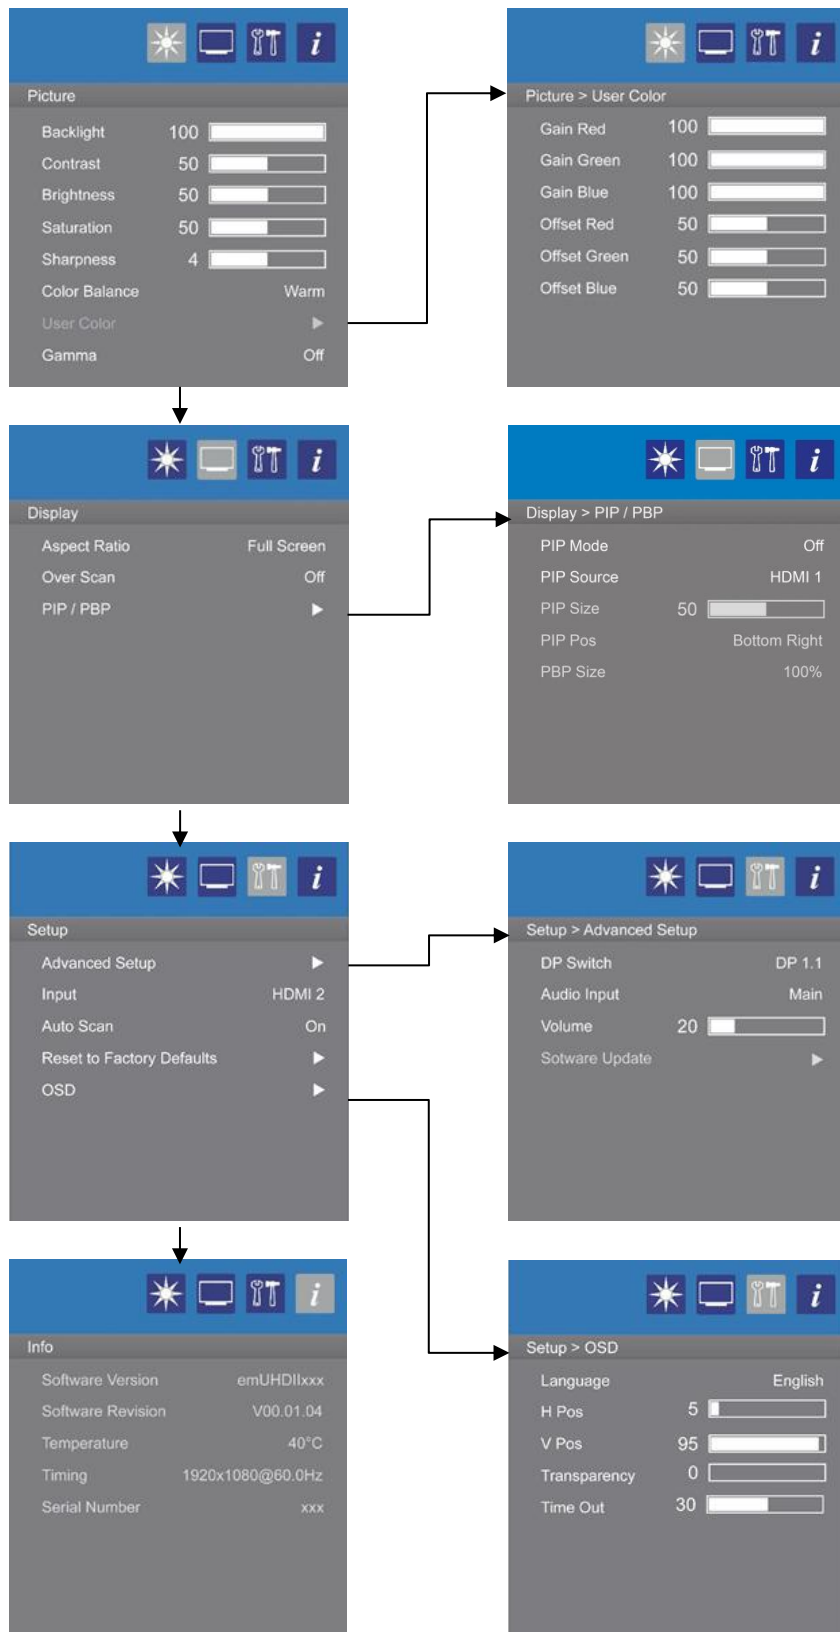 Picture
Backlight 100
Contrast 50
Brightness 50
Saturation 50
Sharpness 4
Color Balance Warm
User Color
Gamma Off
Picture > User Color
Gain Red 100
Gain Green 100
Gain Blue 100
Offset Red 50
Offset Green 50
Offset Blue 50
Display
Aspect Ratio Full Screen
Over Scan Off
PIP / PBP
Display > PIP / PBP
PIP Mode Off
PIP Source HDMI 1
PIP Size 50
PIP Pos Bottom Right
PBP Size 100%
Setup
Advanced Setup
Input HDMI 2
Auto Scan On
Reset to Factory Defaults
OSD
Setup > Advanced Setup
DP Switch DP 1.1
Audio Input Main
Volume 20
Sotware Update
Info
Software Version emUHDIIxxx
Software Revision V00.01.04
Temperature 40°C
Timing 1920x1080@60.0Hz
Serial Number xxx
Setup > OSD
Language English
H Pos 5
V Pos 95
Transparency 0
Time Out 30